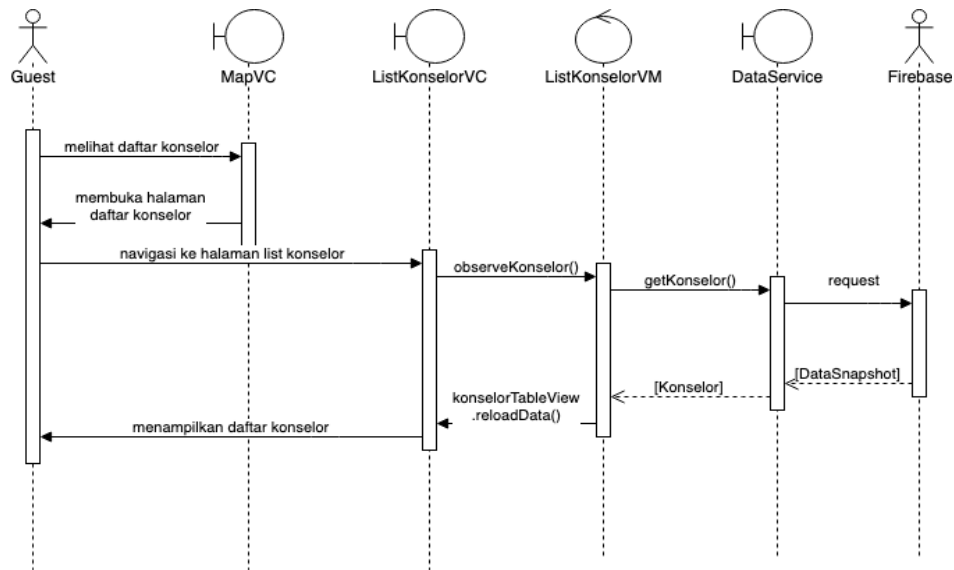 Guest
MapVC
ListKonselorVC
ListKonselorVM
DataService
Firebase
melihat daftar konselor
membuka halaman
daftar konselor
navigasi ke halaman list konselor
observeKonselor()
getKonselor()
request
[DataSnapshot]
[Konselor]
konselorTableView
.reloadData()
menampilkan daftar konselor